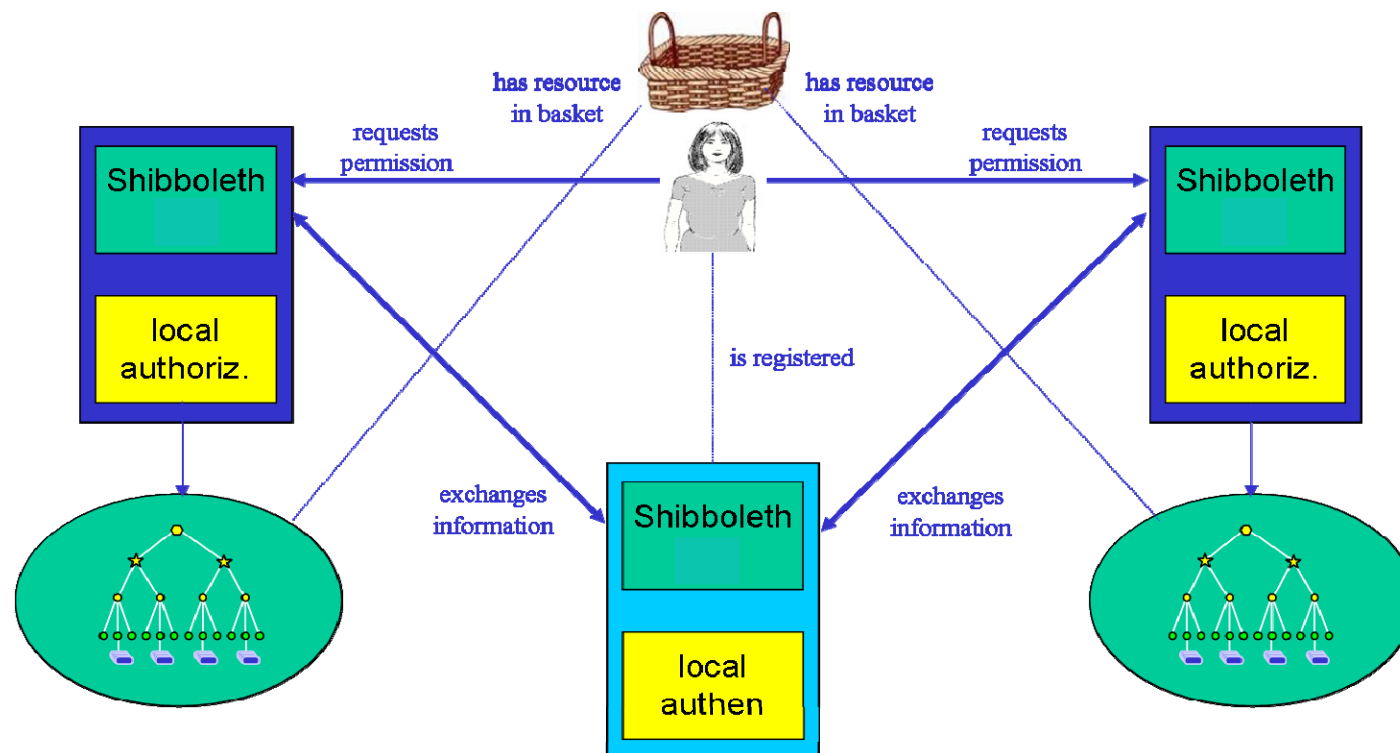 has resource
in basket
has resource
in basket
requests
permission
requests
permission
Shibboleth
Shibboleth
local
authoriz.
local
authoriz.
is registered
exchanges
information
exchanges
information
Shibboleth
local
authen